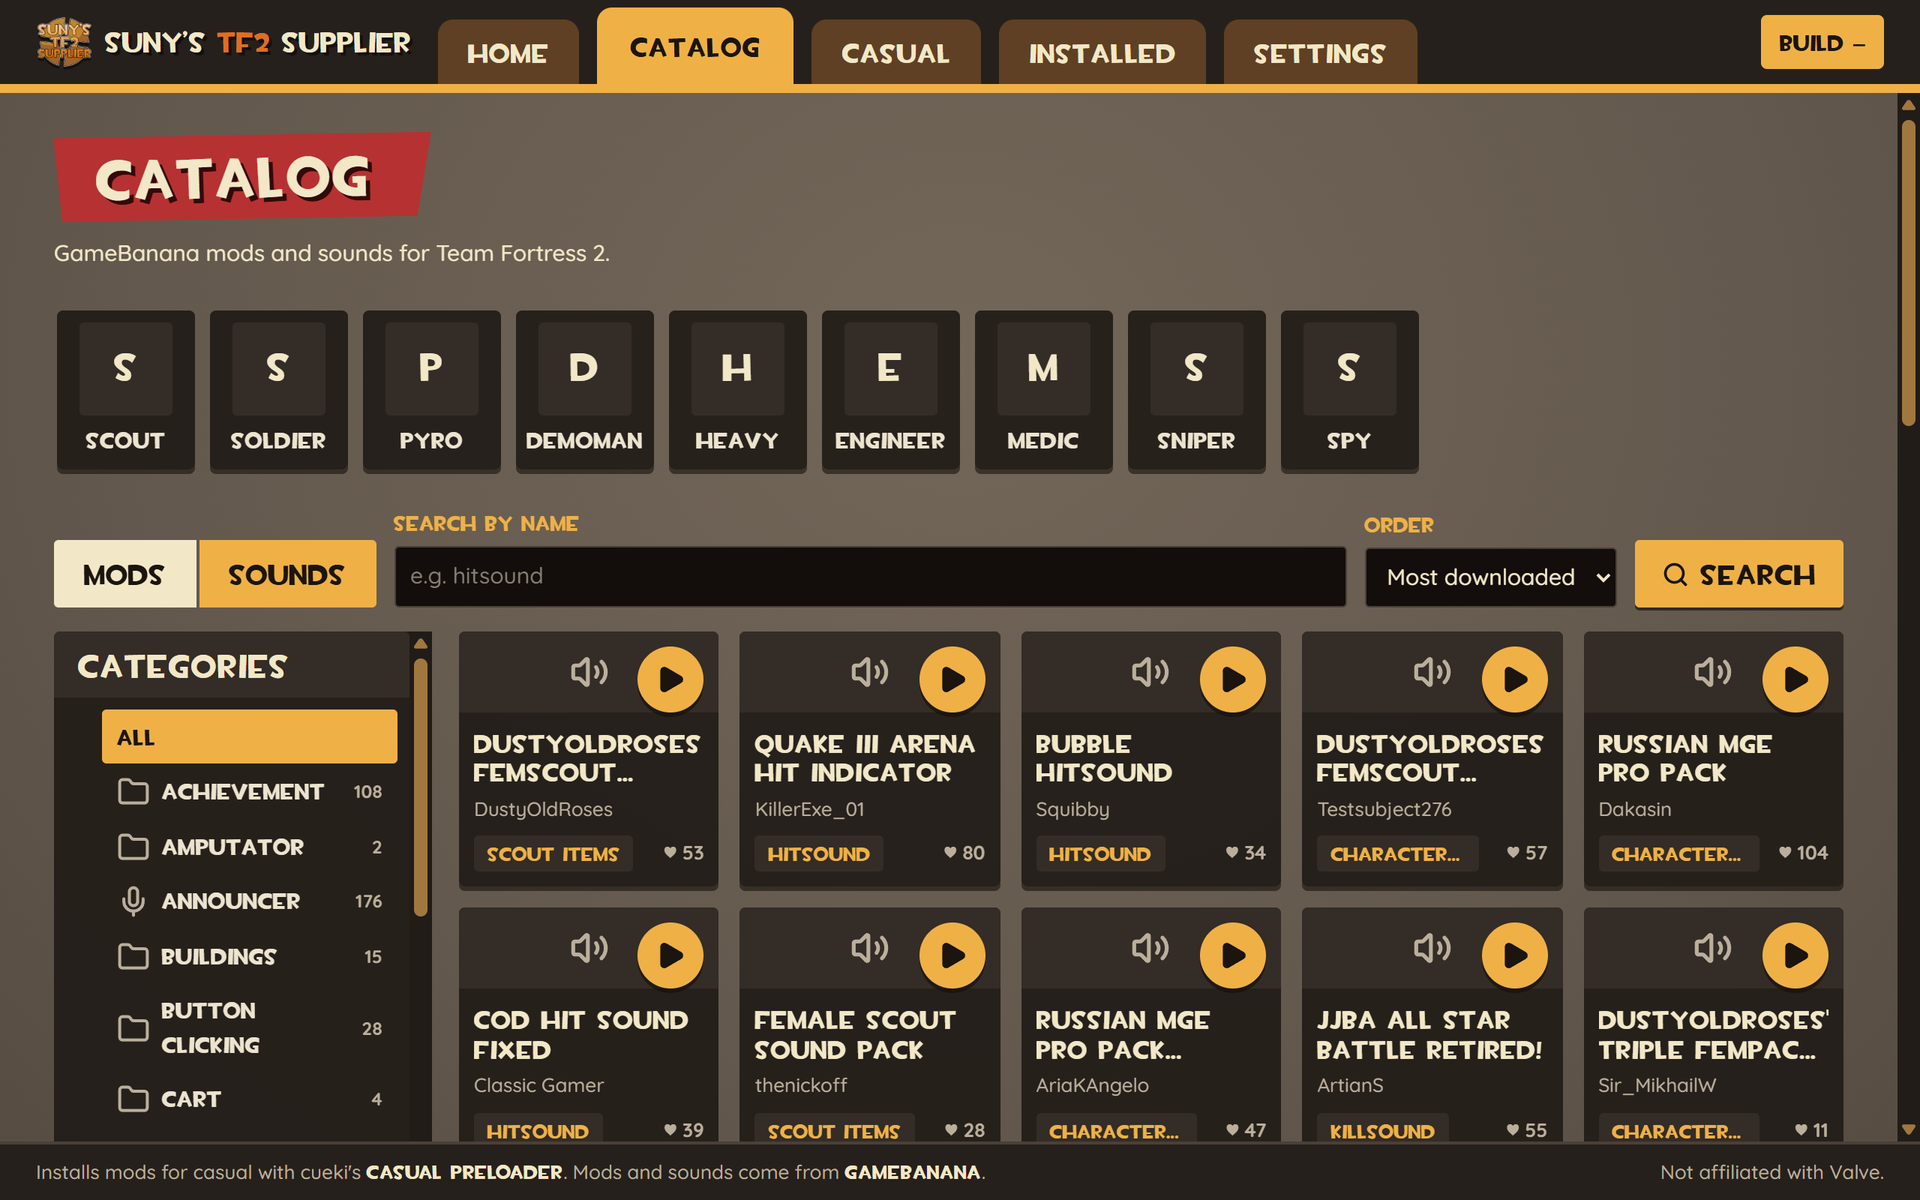 SUNY'S TF2 SUPPLIER
SUNY'S TF2 SUPPLIER
HOME
CATALOG
CASUAL
INSTALLED
SETTINGS
BUILD –
CATALOG
GameBanana mods and sounds for Team Fortress 2.
S
S
P
D
H
E
M
S
S
SCOUT
SOLDIER
PYRO
DEMOMAN
HEAVY
ENGINEER
MEDIC
SNIPER
SPY
SEARCH BY NAME
ORDER
MODS
SOUNDS
e.g. hitsound
Most downloaded
SEARCH
CATEGORIES
ALL
ACHIEVEMENT 108
AMPUTATOR 2
ANNOUNCER 176
BUILDINGS 15
BUTTON
CLICKING 28
CART 4
DUSTYOLDROSES
FEMSCOUT...
DustyOldRoses
SCOUT ITEMS ♥ 53
QUAKE III ARENA
HIT INDICATOR
KillerExe_01
HITSOUND ♥ 80
BUBBLE
HITSOUND
Squibby
HITSOUND ♥ 34
DUSTYOLDROSES
FEMSCOUT...
Testsubject276
CHARACTER... ♥ 57
RUSSIAN MGE
PRO PACK
Dakasin
CHARACTER... ♥ 104
COD HIT SOUND
FIXED
Classic Gamer
HITSOUND ♥ 39
FEMALE SCOUT
SOUND PACK
thenickoff
SCOUT ITEMS ♥ 28
RUSSIAN MGE
PRO PACK...
AriaKAngelo
CHARACTER... ♥ 47
JJBA ALL STAR
BATTLE RETIRED!
ArtianS
KILLSOUND ♥ 55
DUSTYOLDROSES'
TRIPLE FEMPAC...
Sir_MikhailW
CHARACTER... ♥ 11
Installs mods for casual with cueki's CASUAL PRELOADER. Mods and sounds come from GAMEBANANA.
Not affiliated with Valve.